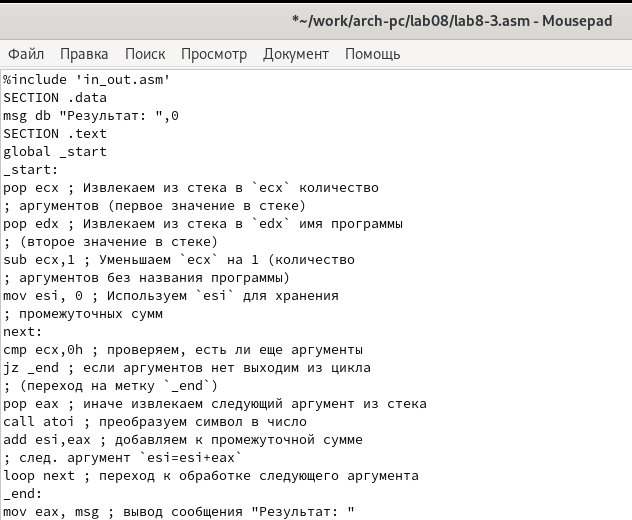 *~/work/arch-pc/lab08/lab8-3.asm - Mousepad
Файл Правка Поиск Просмотр Документ Помощь
%include 'in_out.asm'
SECTION .data
msg db "Результат: ",0
SECTION .text
global _start
_start:
pop ecx ; Извлекаем из стека в `ecx` количество
; аргументов (первое значение в стеке)
pop edx ; Извлекаем из стека в `edx` имя программы
; (второе значение в стеке)
sub ecx,1 ; Уменьшаем `ecx` на 1 (количество
; аргументов без названия программы)
mov esi, 0 ; Используем `esi` для хранения
; промежуточных сумм
next:
cmp ecx,0h ; проверяем, есть ли еще аргументы
jz _end ; если аргументов нет выходим из цикла
; (переход на метку `_end`)
pop eax ; иначе извлекаем следующий аргумент из стека
call atoi ; преобразуем символ в число
add esi,eax ; добавляем к промежуточной сумме
; след. аргумент `esi=esi+eax`
loop next ; переход к обработке следующего аргумента
_end:
mov eax, msg ; вывод сообщения "Результат: "